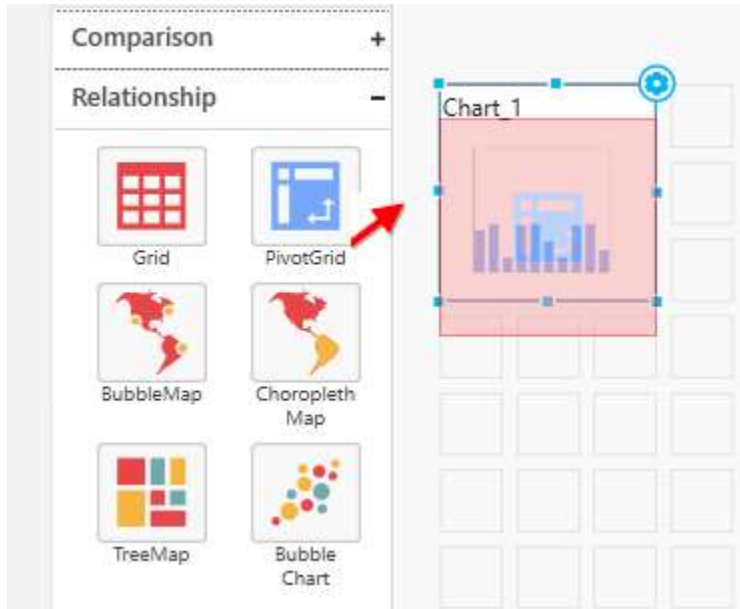 Comparison +
Relationship −
Chart_1
Grid PivotGrid
BubbleMap Choropleth
Map
TreeMap Bubble
Chart